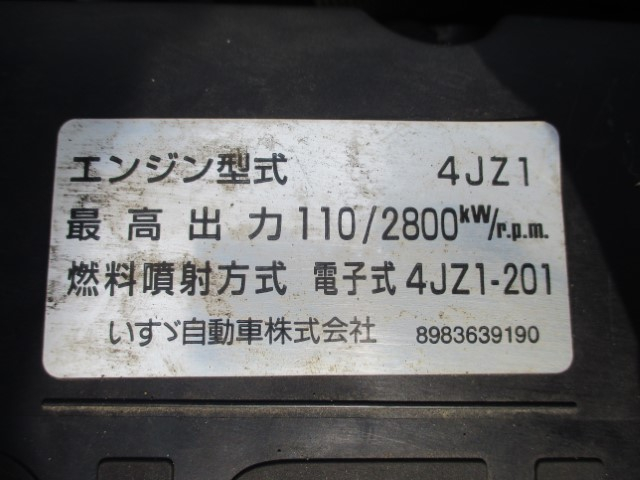 エンジン型式 4JZ1
最高出力 110/2800kW/r.p.m.
燃料噴射方式 電子式 4JZ1-201
いすゞ自動車株式会社 8983639190